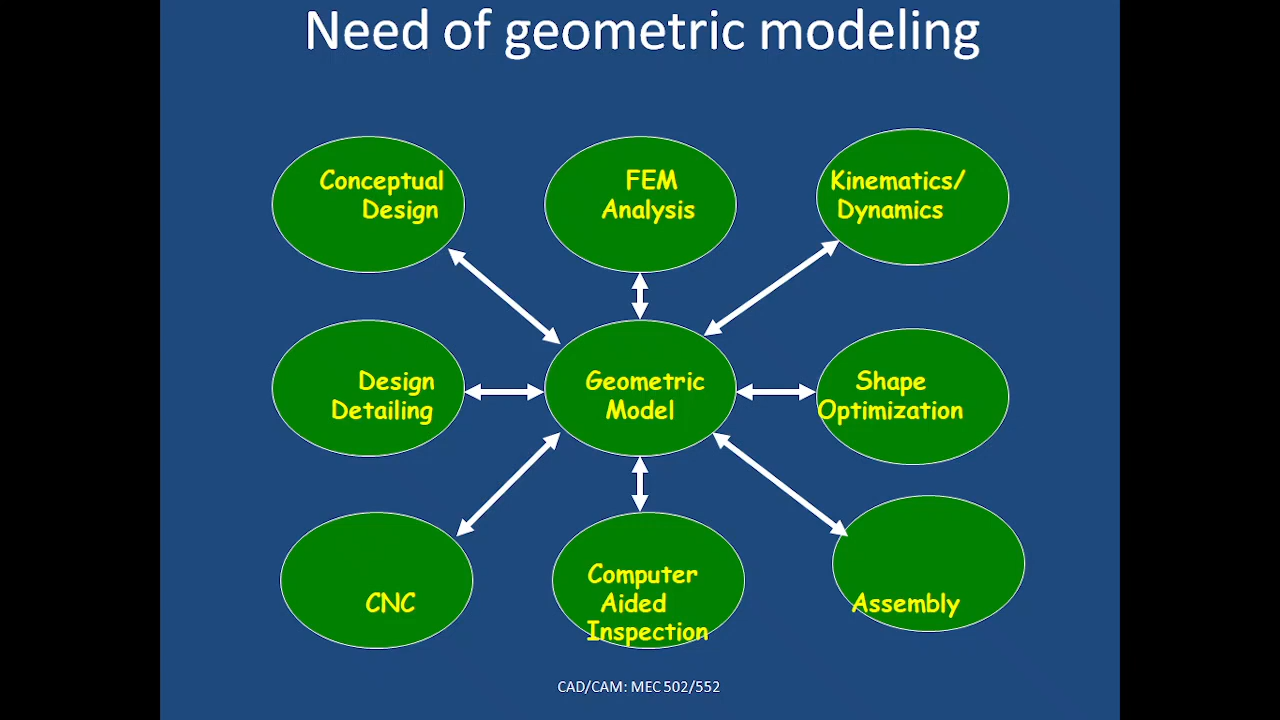 Need of geometric modeling
Conceptual
Design
FEM
Analysis
Kinematics/
Dynamics
Design
Detailing
Geometric
Model
Shape
Optimization
CNC
Computer
Aided
Inspection
Assembly
CAD/CAM: MEC 502/552